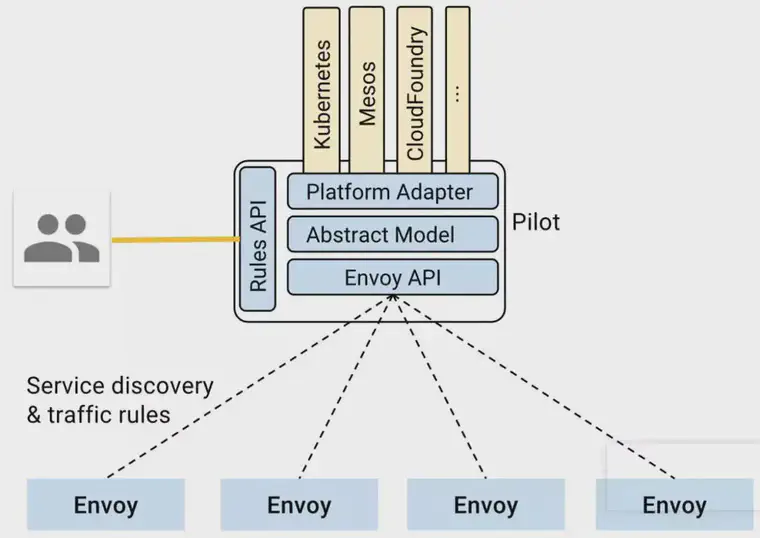 Kubernetes
Mesos
CloudFoundry
...
Rules API
Platform Adapter
Abstract Model
Envoy API
Pilot
Service discovery
& traffic rules
Envoy
Envoy
Envoy
Envoy